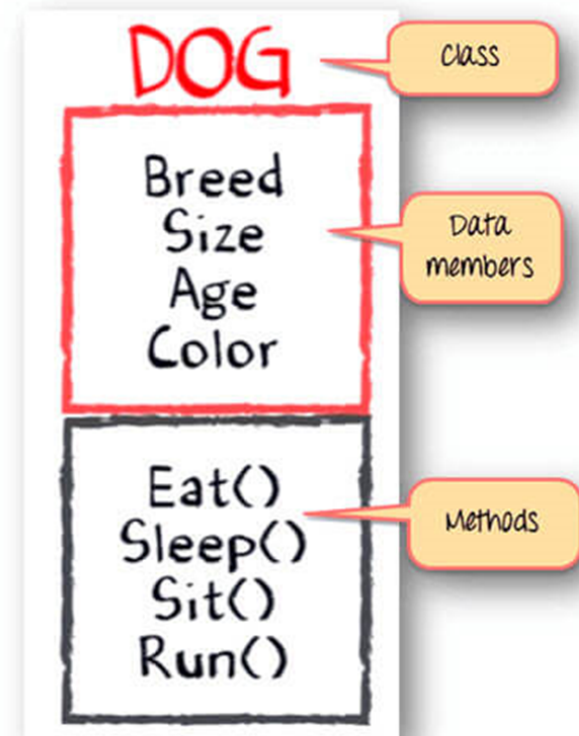 DOG
Class
Breed
Size
Age
Color
Data
members
Eat()
Sleep()
Sit()
Run()
Methods